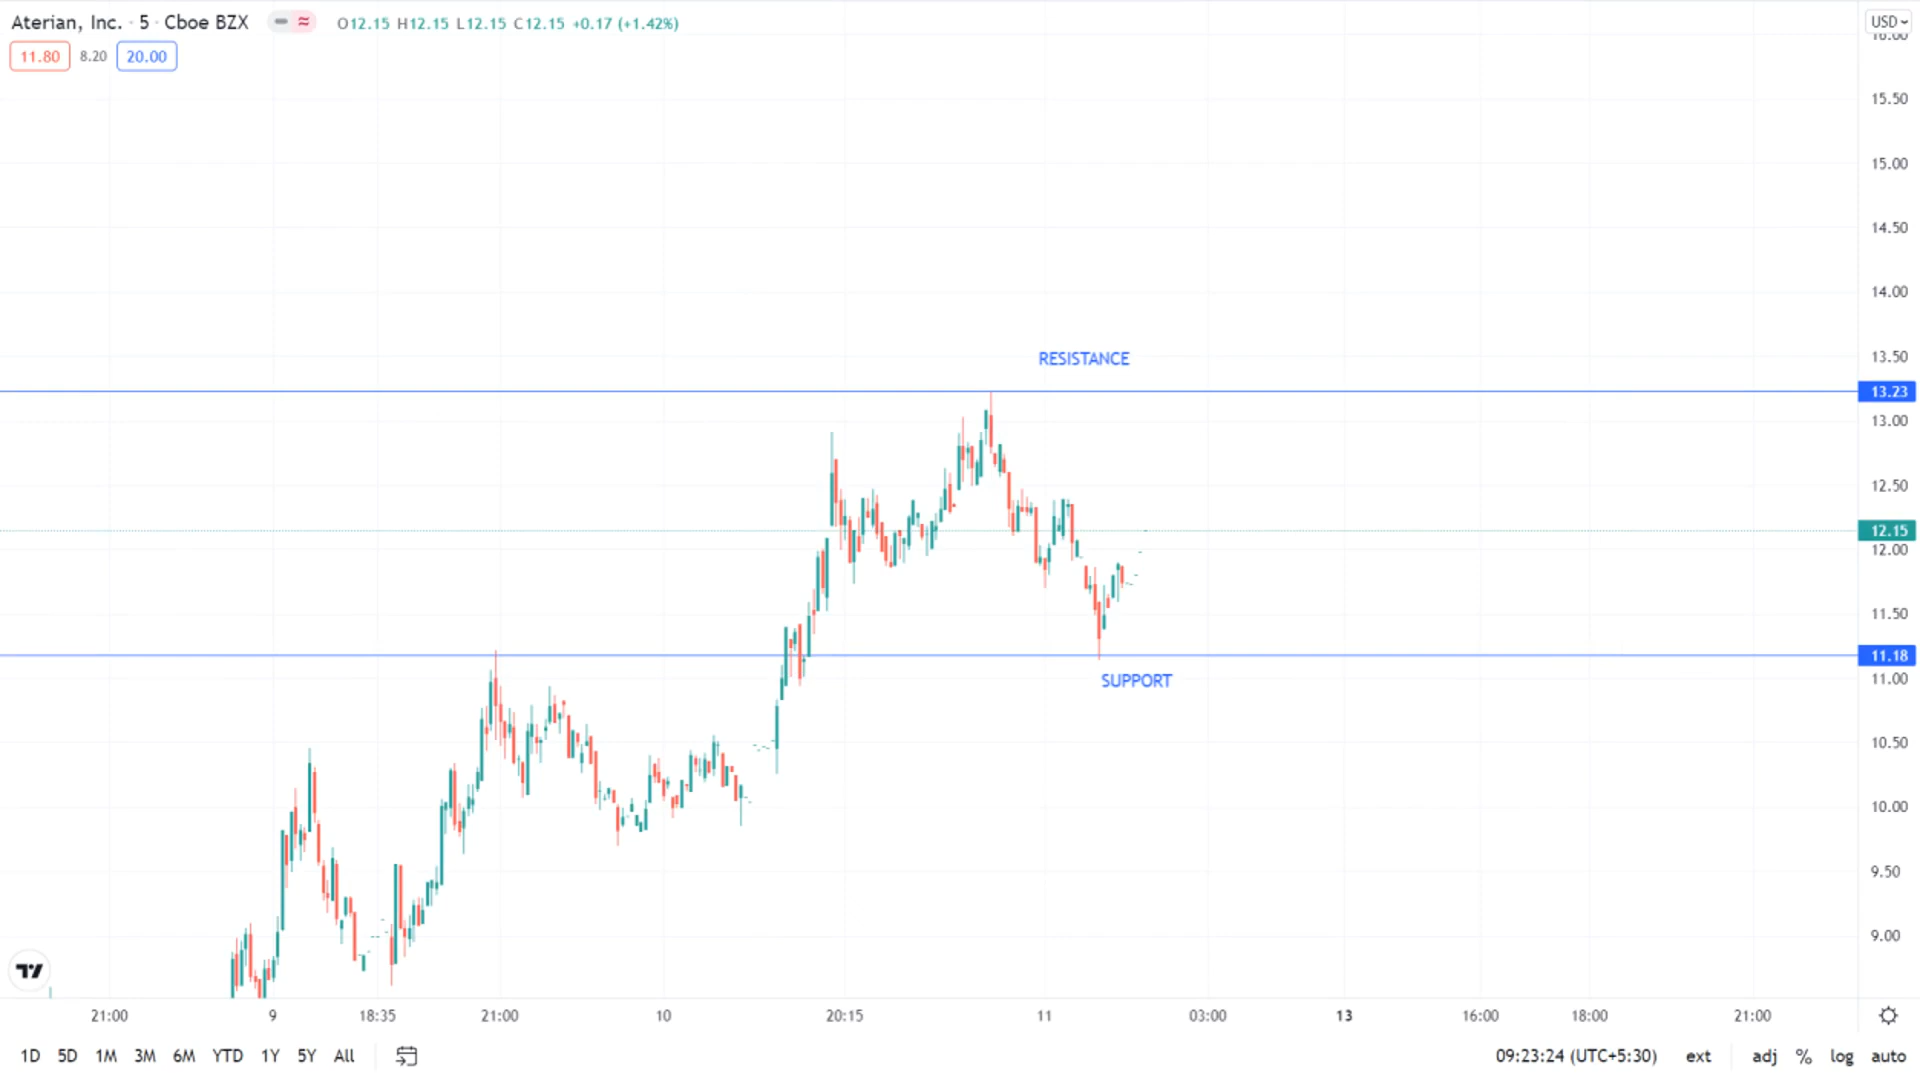 Aterian, Inc. · 5 · Cboe BZX O12.15 H12.15 L12.15 C12.15 +0.17 (+1.42%)
USD
11.80 8.20 20.00
16.00
15.50
15.00
14.50
14.00
RESISTANCE
13.50
13.23
13.00
12.50
12.15
12.00
11.50
11.18
11.00
SUPPORT
10.50
10.00
9.50
9.00
21:00 9 18:35 21:00 10 20:15 11 03:00 13 16:00 18:00 21:00
1D 5D 1M 3M 6M YTD 1Y 5Y All 09:23:24 (UTC+5:30) ext adj % log auto